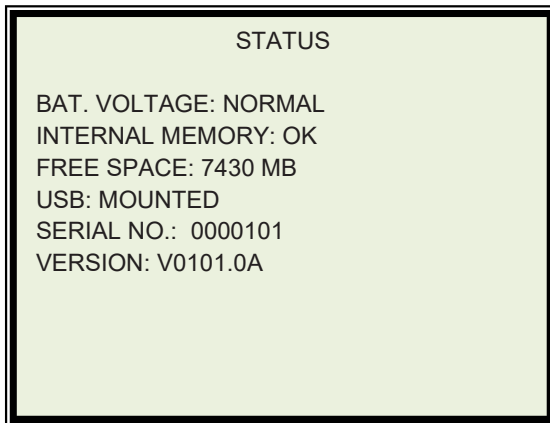 STATUS
BAT. VOLTAGE: NORMAL
INTERNAL MEMORY: OK
FREE SPACE: 7430 MB
USB: MOUNTED
SERIAL NO.: 0000101
VERSION: V0101.0A